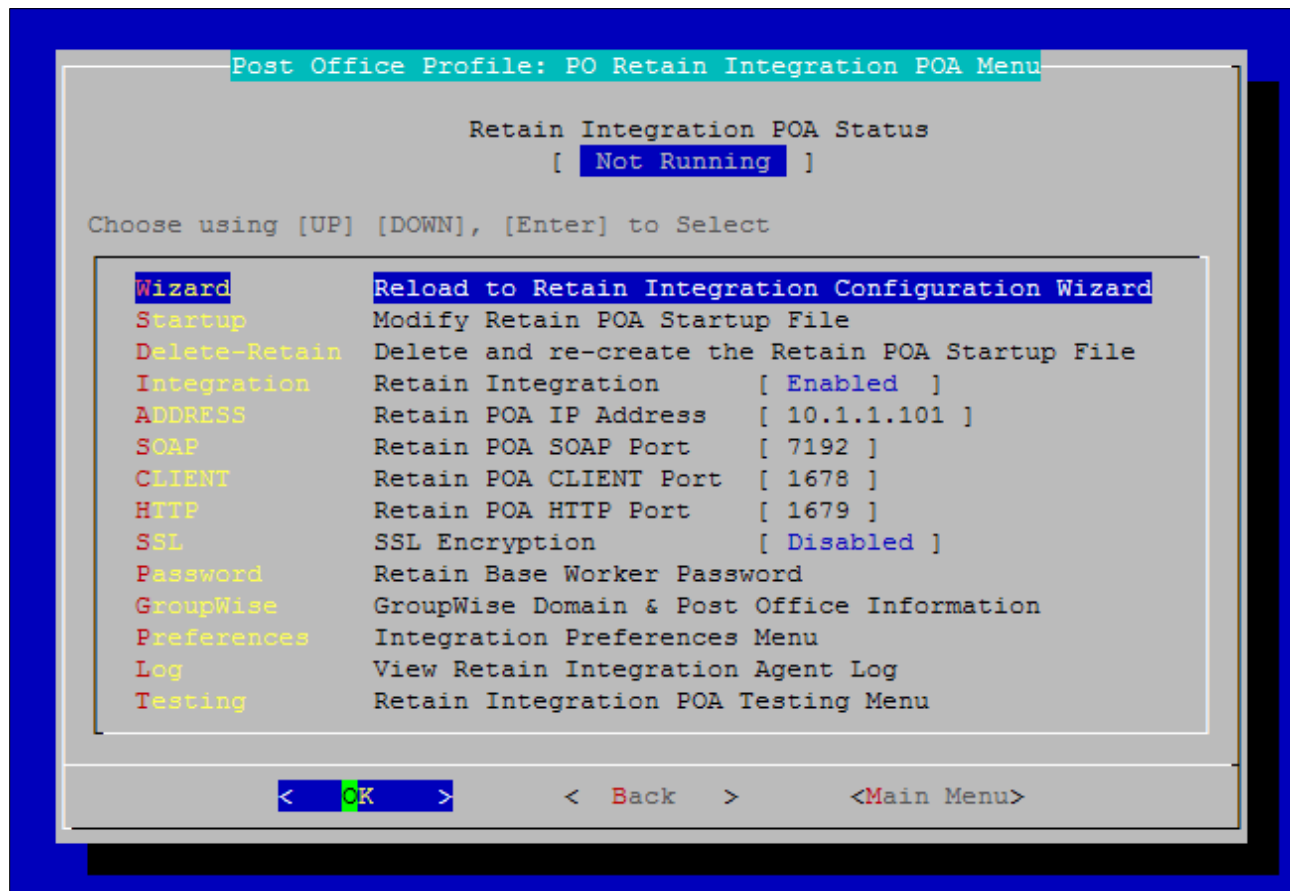 Post Office Profile: PO Retain Integration POA Menu
Retain Integration POA Status
[ Not Running ]
Choose using [UP] [DOWN], [Enter] to Select
Wizard Reload to Retain Integration Configuration Wizard
Startup Modify Retain POA Startup File
Delete-Retain Delete and re-create the Retain POA Startup File
Integration Retain Integration [ Enabled ]
ADDRESS Retain POA IP Address [ 10.1.1.101 ]
SOAP Retain POA SOAP Port [ 7192 ]
CLIENT Retain POA CLIENT Port [ 1678 ]
HTTP Retain POA HTTP Port [ 1679 ]
SSL SSL Encryption [ Disabled ]
Password Retain Base Worker Password
GroupWise GroupWise Domain & Post Office Information
Preferences Integration Preferences Menu
Log View Retain Integration Agent Log
Testing Retain Integration POA Testing Menu
< OK > < Back > <Main Menu>